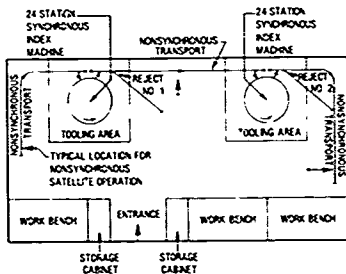 24 STATION
SYNCHRONOUS
INDEX
MACHINE
NONSYNCHRONOUS
TRANSPORT
24 STATION
SYNCHRONOUS
INDEX
MACHINE
REJECT
NO 1
REJECT
NO 2
TOOLING AREA
TOOLING AREA
NONSYNCHRONOUS
TRANSPORT
NONSYNCHRONOUS
TRANSPORT
TYPICAL LOCATION FOR
NONSYNCHRONOUS
SATELLITE OPERATION
WORK BENCH
ENTRANCE
WORK BENCH
WORK BENCH
STORAGE
CABINET
STORAGE
CABINET